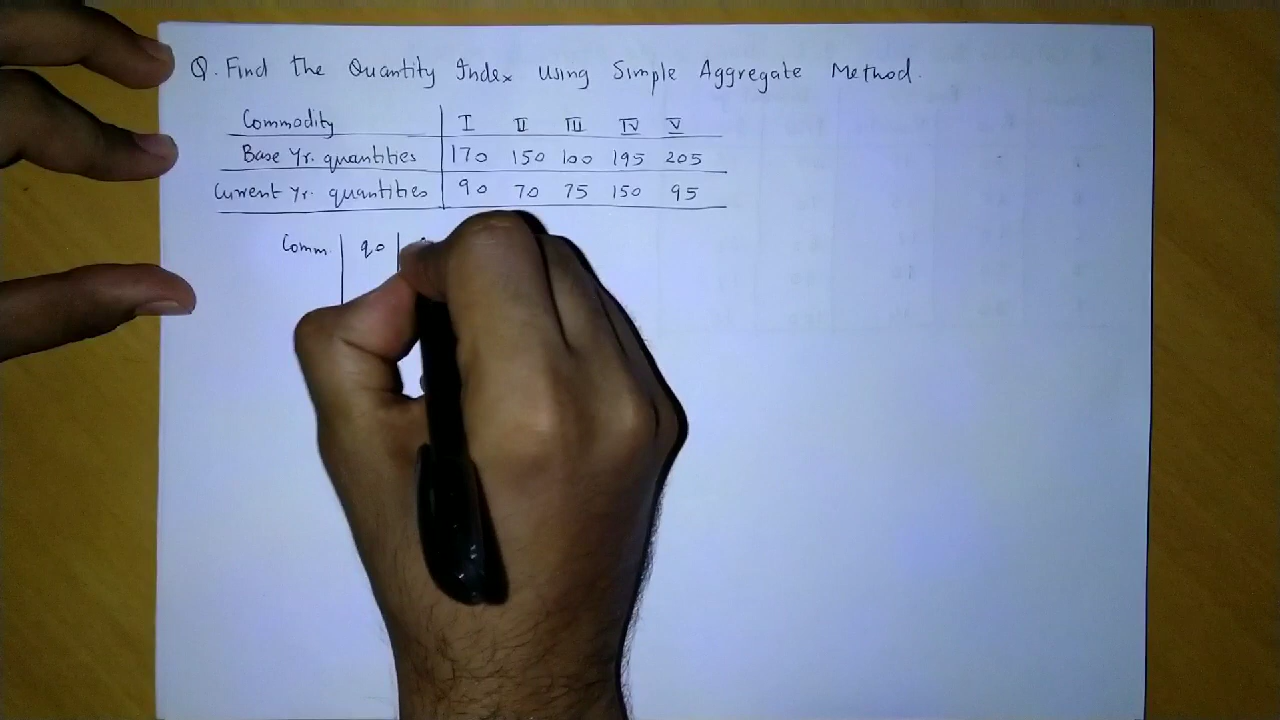 Q. Find the Quantity Index using Simple Aggregate Method.
Commodity I II III IV V
Base Yr. quantities 170 150 100 195 205
Current Yr. quantities 90 70 75 150 95
Comm. q0